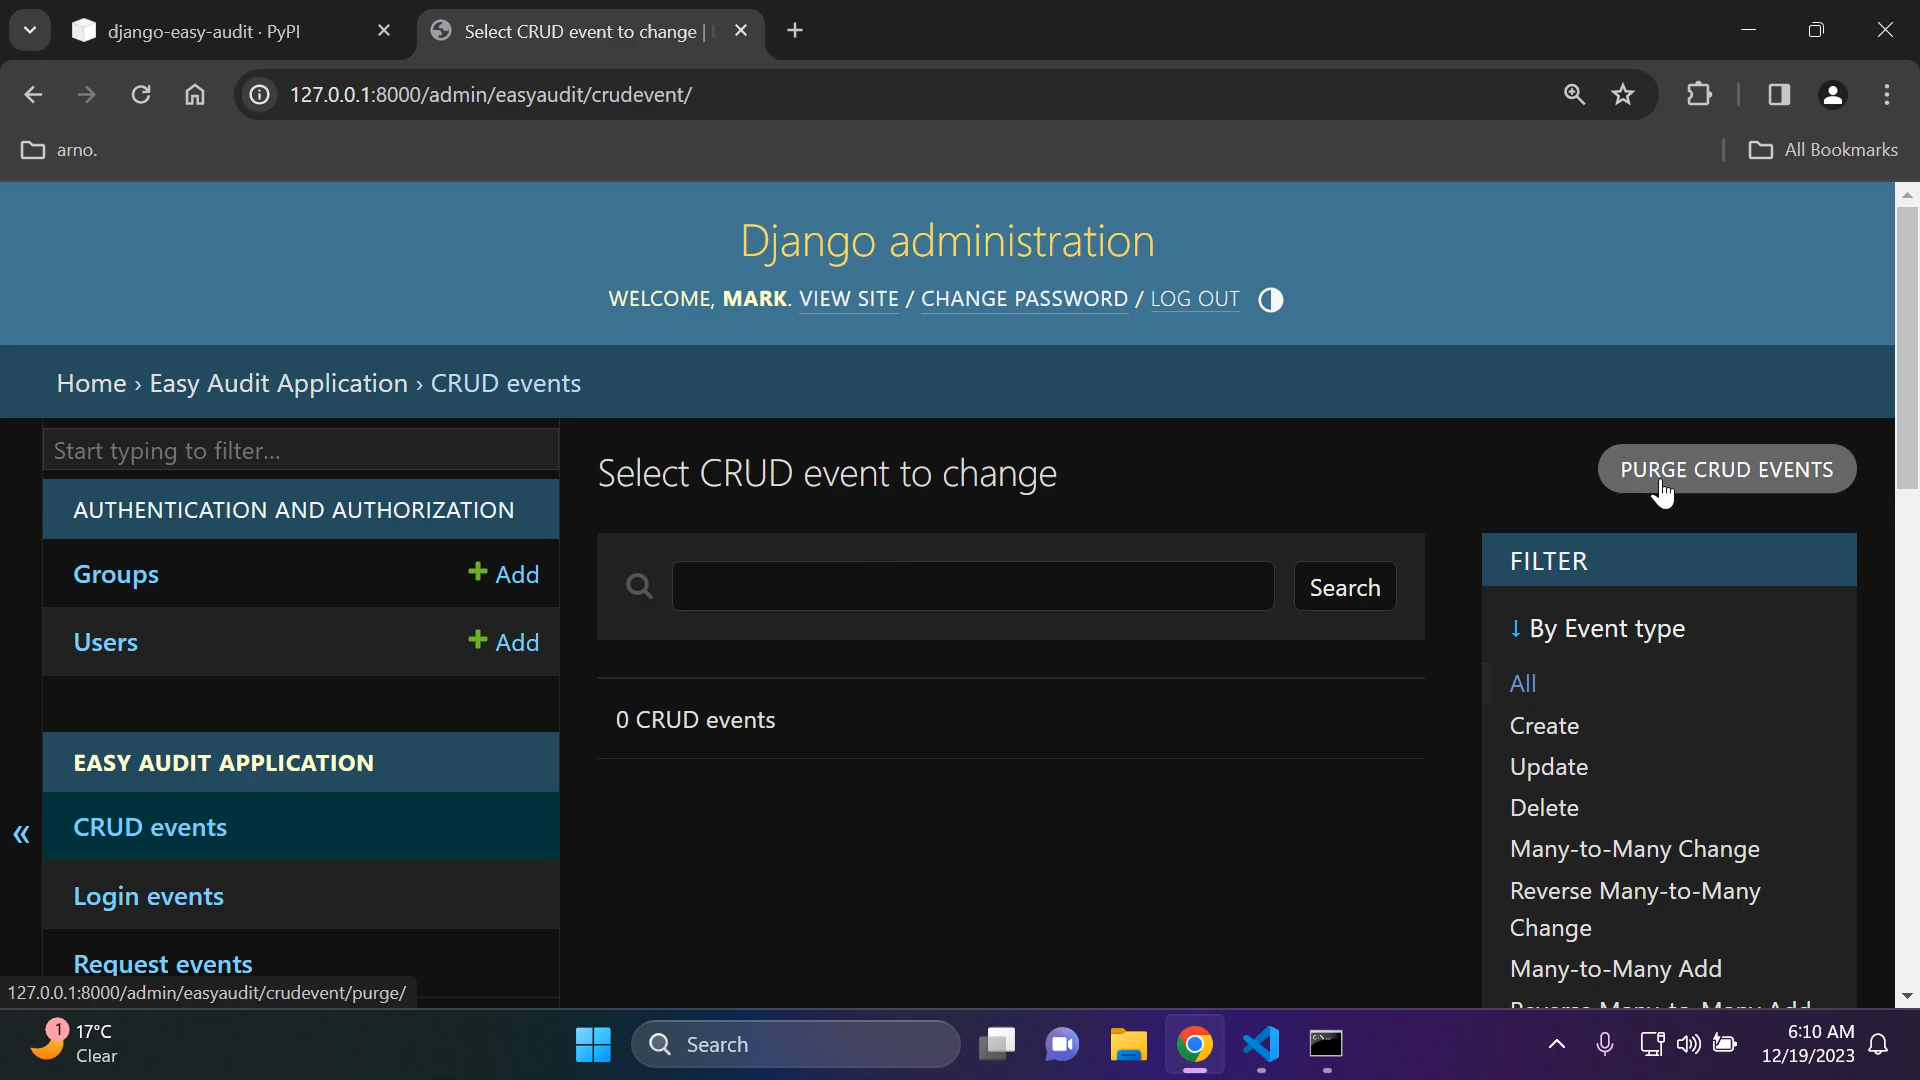 django-easy-audit · PyPI
Select CRUD event to change |
127.0.0.1:8000/admin/easyaudit/crudevent/
arno.
All Bookmarks
Django administration
WELCOME, MARK. VIEW SITE / CHANGE PASSWORD / LOG OUT
Home › Easy Audit Application › CRUD events
Start typing to filter...
AUTHENTICATION AND AUTHORIZATION
Groups
+ Add
Users
+ Add
EASY AUDIT APPLICATION
«
CRUD events
Login events
Request events
Select CRUD event to change
PURGE CRUD EVENTS
Search
0 CRUD events
FILTER
↓ By Event type
All
Create
Update
Delete
Many-to-Many Change
Reverse Many-to-Many
Change
Many-to-Many Add
127.0.0.1:8000/admin/easyaudit/crudevent/purge/
1
17°C
Clear
Search
6:10 AM
12/19/2023